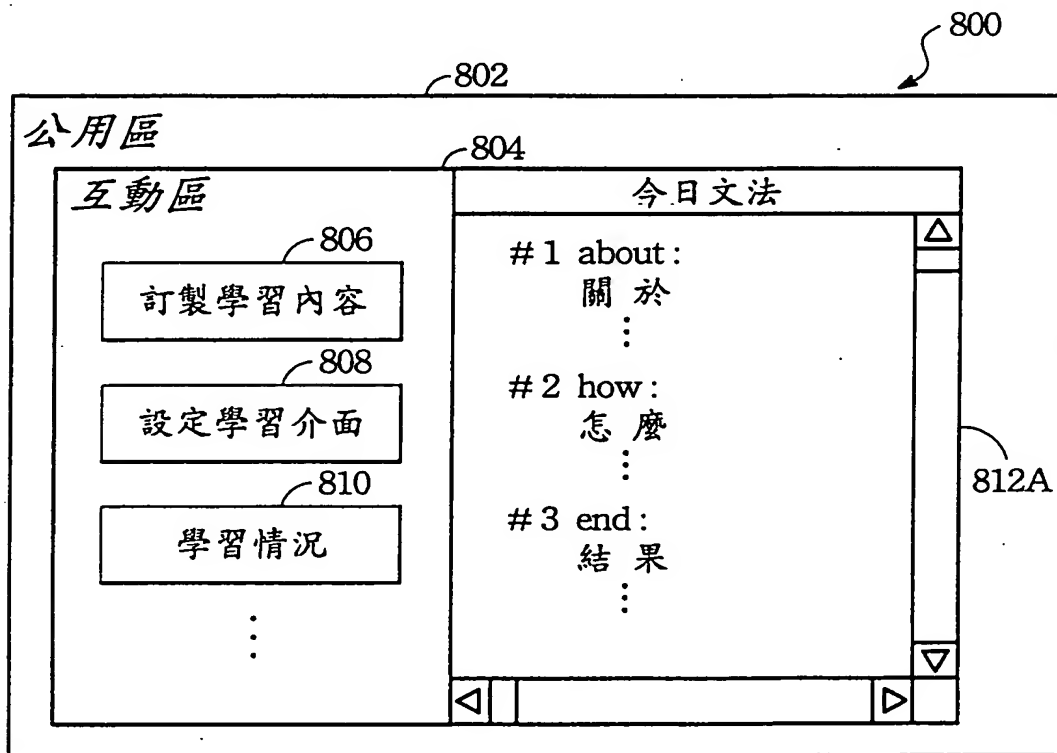 800
802
公用區
804
互動區
806
訂製學習內容
808
設定學習介面
810
學習情況
⋮
今日文法
#1 about:
關於
⋮
#2 how:
怎麼
⋮
#3 end:
結果
⋮
812A